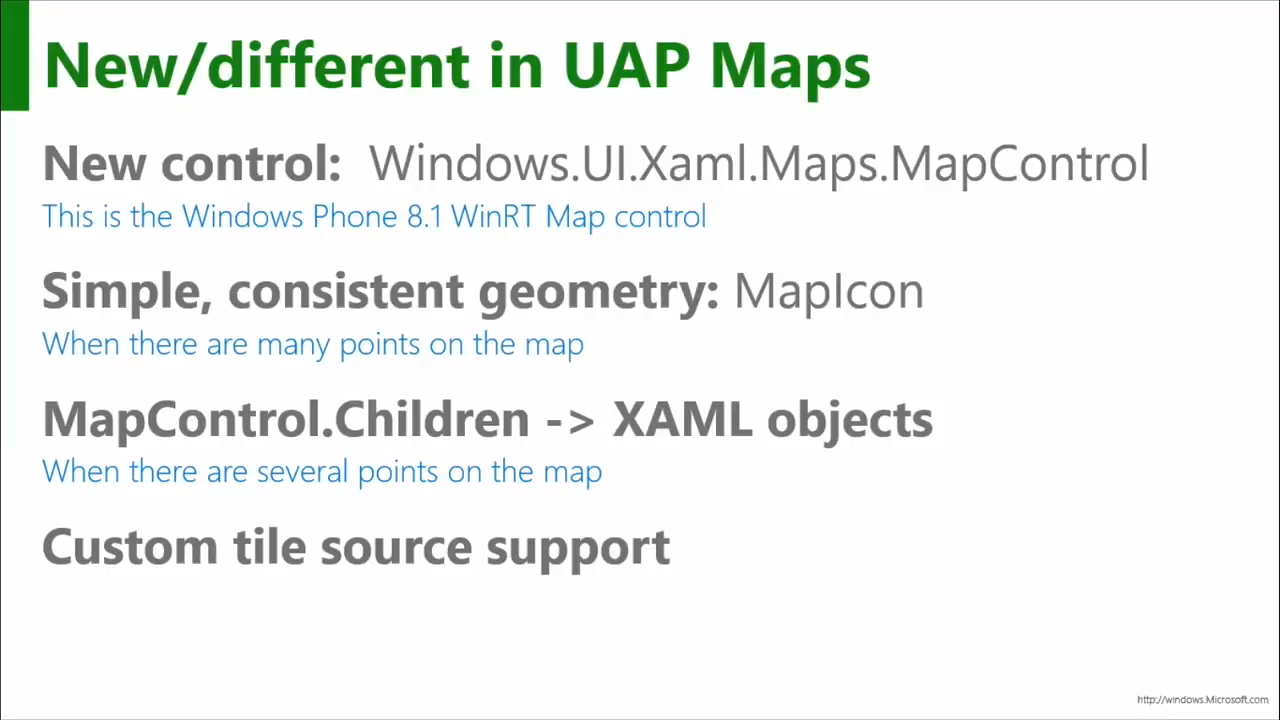 New/different in UAP Maps
New control: Windows.UI.Xaml.Maps.MapControl
This is the Windows Phone 8.1 WinRT Map control
Simple, consistent geometry: MapIcon
When there are many points on the map
MapControl.Children -> XAML objects
When there are several points on the map
Custom tile source support
http://windows.Microsoft.com